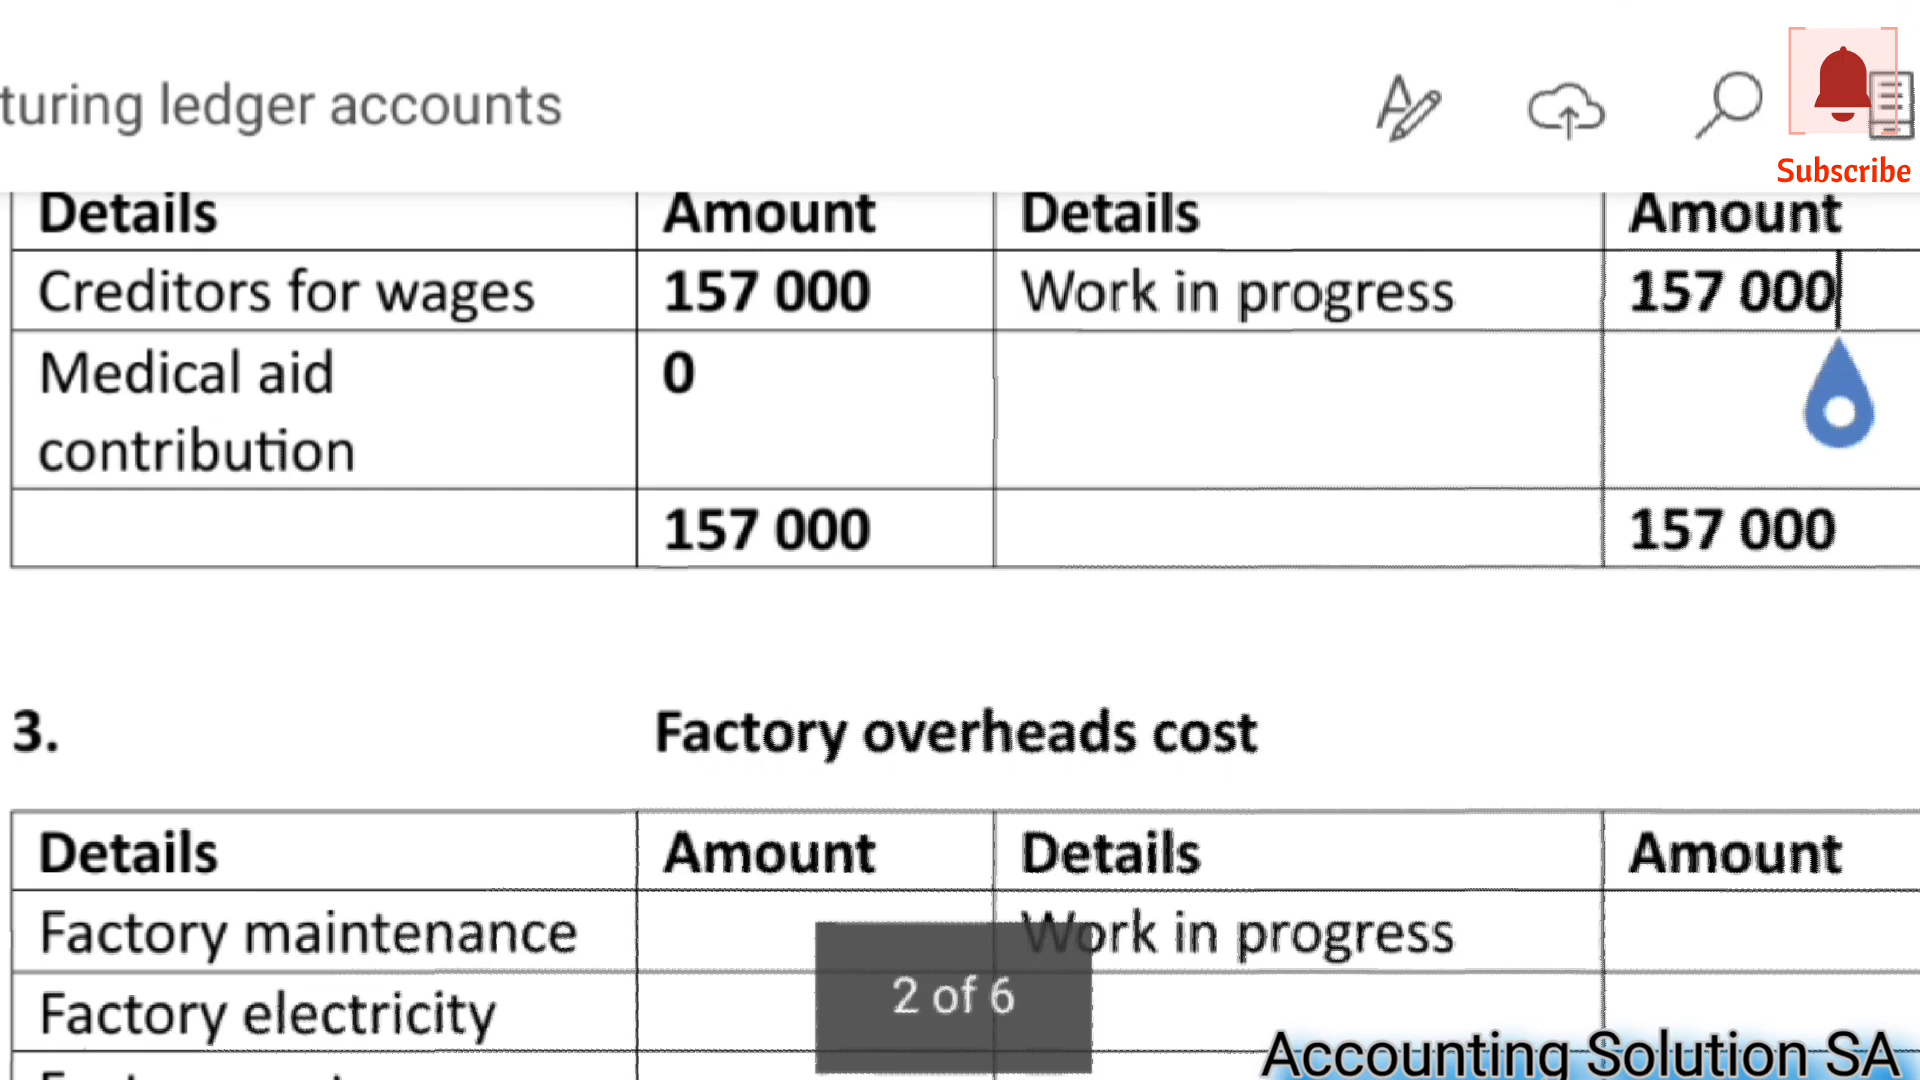 turing ledger accounts
Subscribe
Details Amount Details Amount
Creditors for wages 157 000 Work in progress 157 000
Medical aid 0
contribution
157 000 157 000
3. Factory overheads cost
Details Amount Details Amount
Factory maintenance Work in progress
Factory electricity
2 of 6
Accounting Solution SA